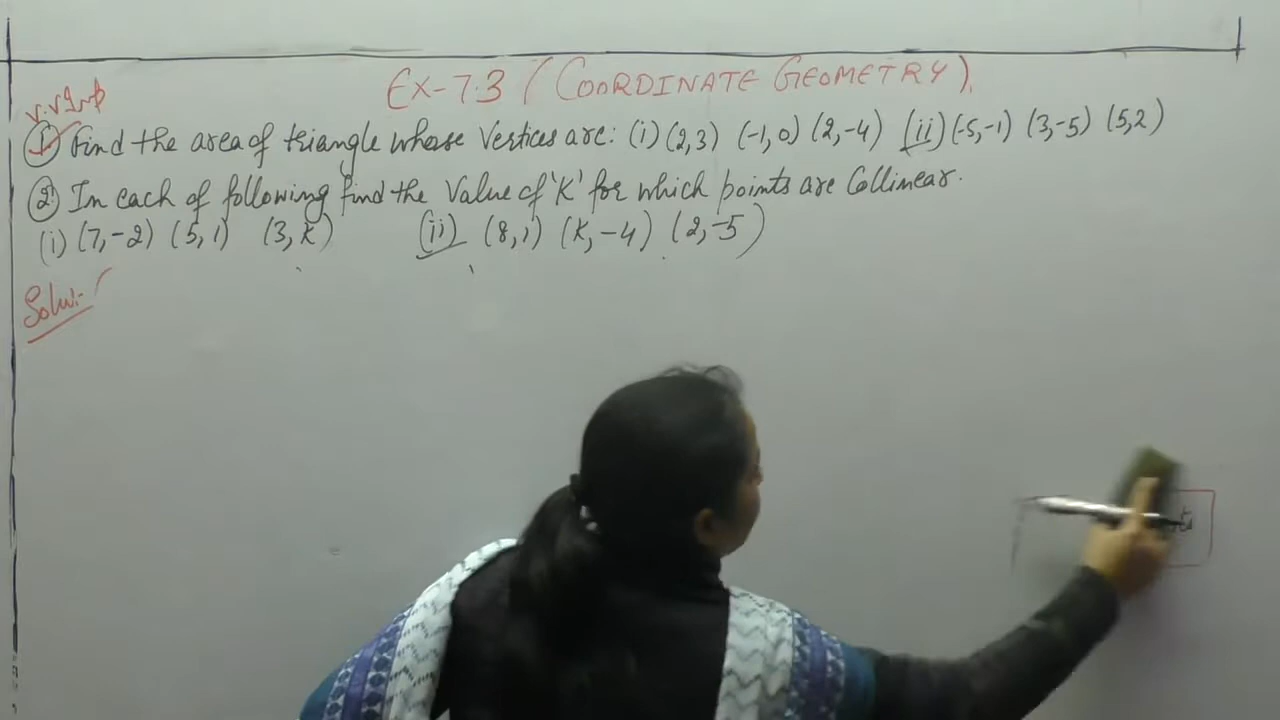 EX-7.3 (COORDINATE GEOMETRY).
V.V Imp
(1) Find the area of triangle whose Vertices are: (i) (2,3) (-1,0) (2,-4) (ii) (-5,-1) (3,-5) (5,2)
(2) In each of following find the Value of 'K' for which points are Collinear.
(i) (7,-2) (5,1) (3,K) (ii) (8,1) (K,-4) (2,-5)
Solu:-